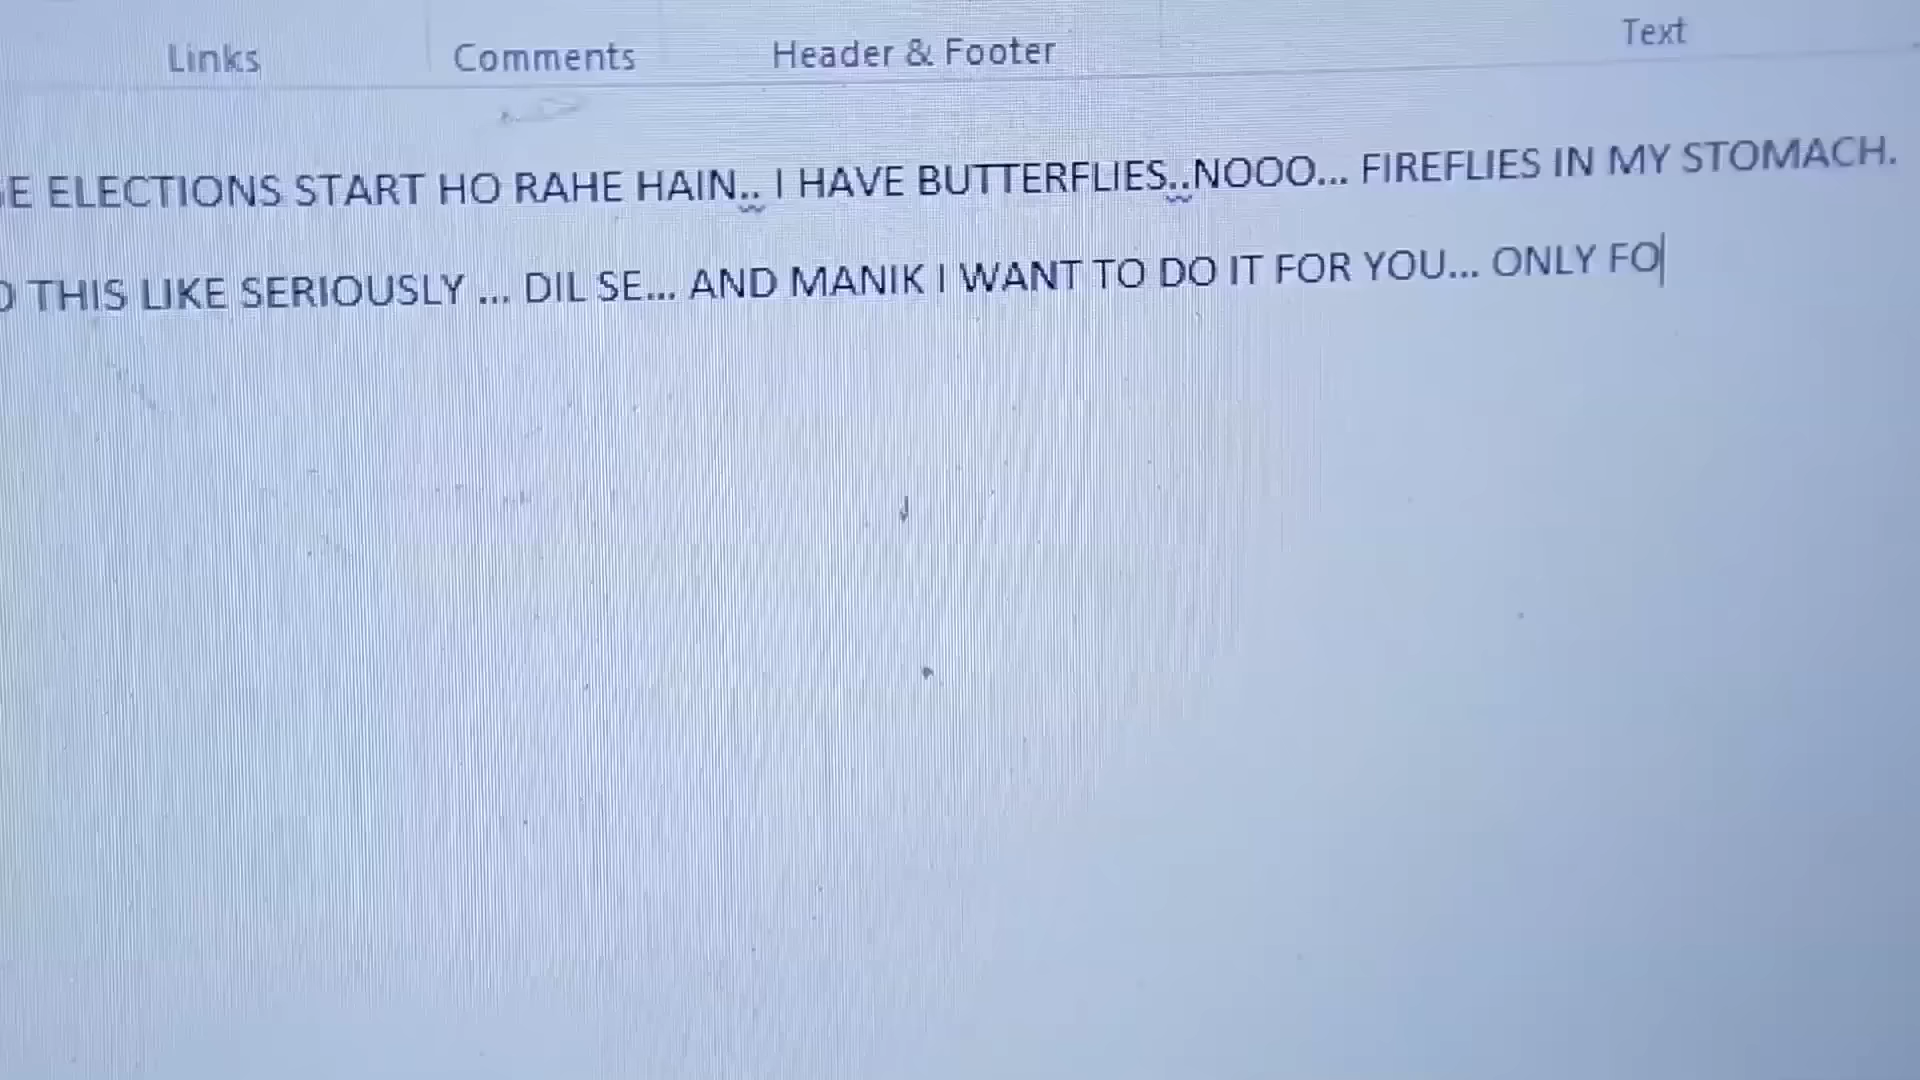 Links Comments Header & Footer Text
E ELECTIONS START HO RAHE HAIN.. I HAVE BUTTERFLIES..NOOO... FIREFLIES IN MY STOMACH.
THIS LIKE SERIOUSLY ... DIL SE... AND MANIK I WANT TO DO IT FOR YOU... ONLY FO